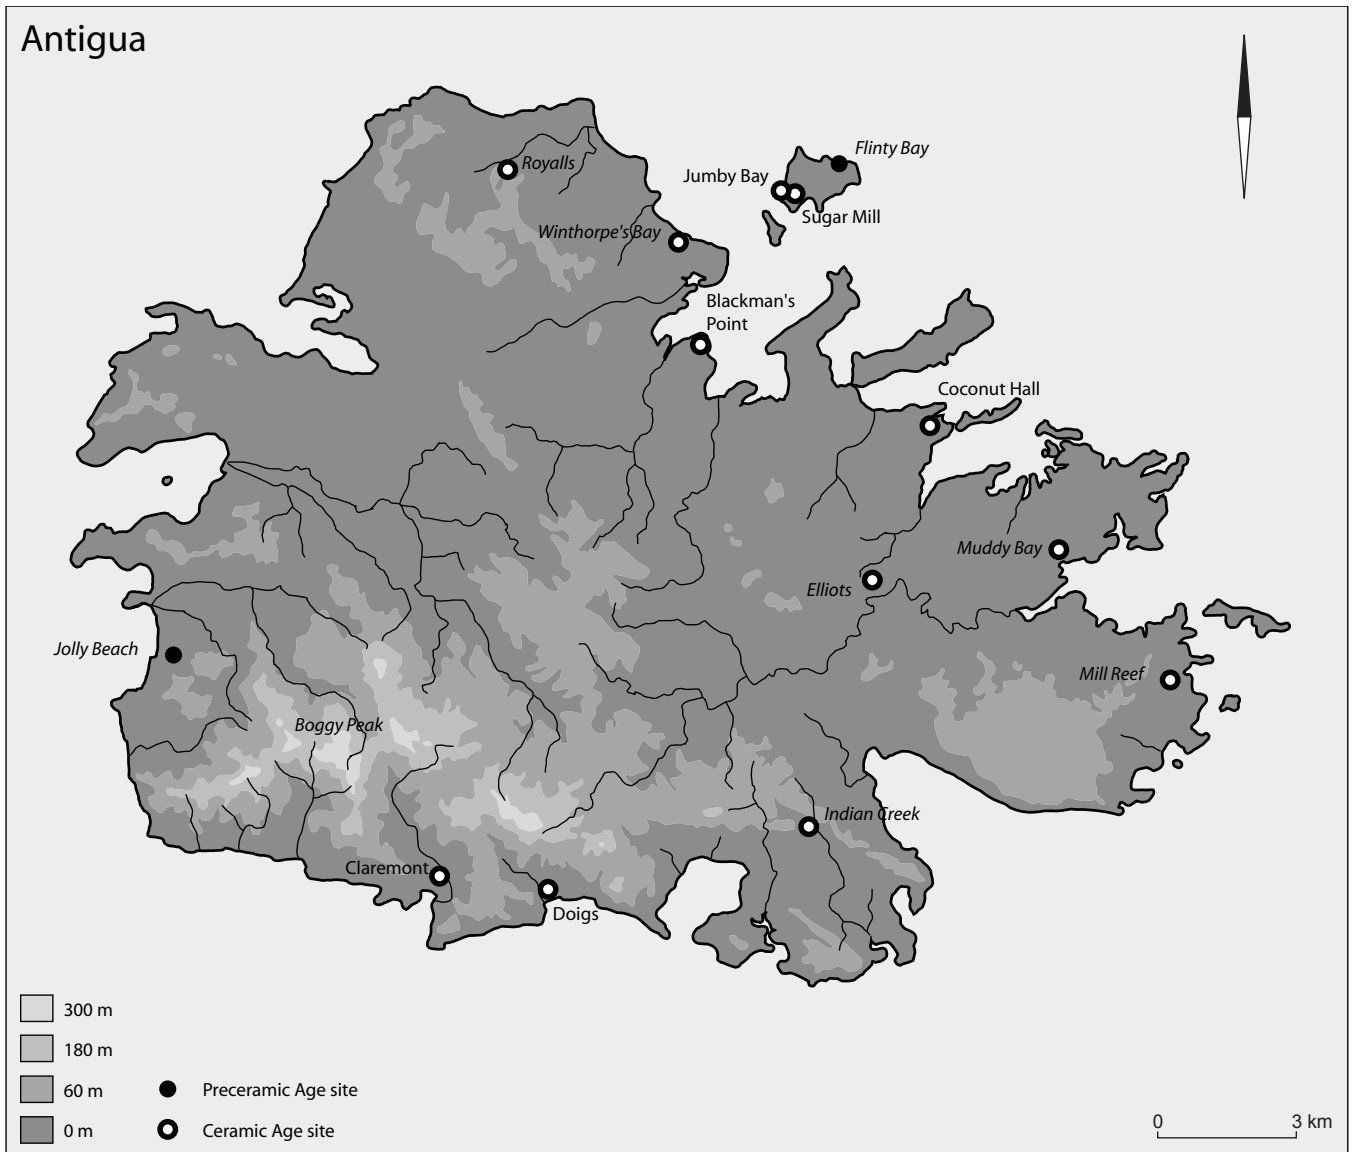 Antigua
Flinty Bay
Royalls
Jumby Bay
Sugar Mill
Winthorpe's Bay
Blackman's
Point
Coconut Hall
Muddy Bay
Elliots
Jolly Beach
Mill Reef
Boggy Peak
Indian Creek
Claremont
Doigs
300 m
180 m
60 m
Preceramic Age site
0 m
Ceramic Age site
0
3 km